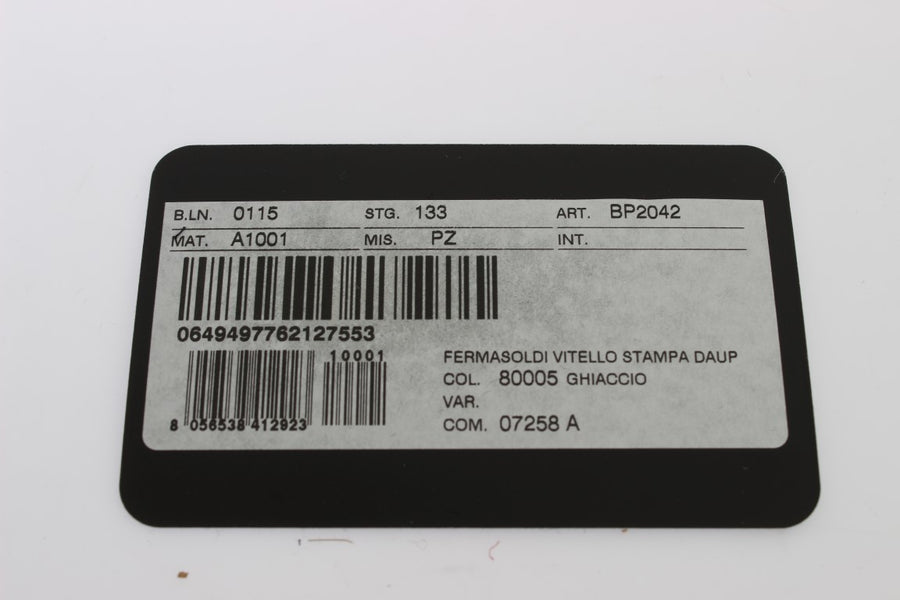 B.LN. 0115 STG. 133 ART. BP2042
MAT. A1001 MIS. PZ INT.
0649497762127553
10001
8 056538 412923
FERMASOLDI VITELLO STAMPA DAUP
COL. 80005 GHIACCIO
VAR.
COM. 07258 A